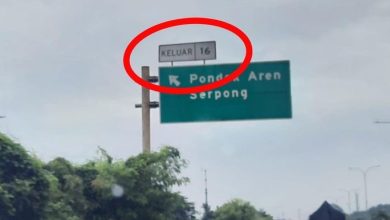 KELUAR 16
Pondok Aren
Serpong